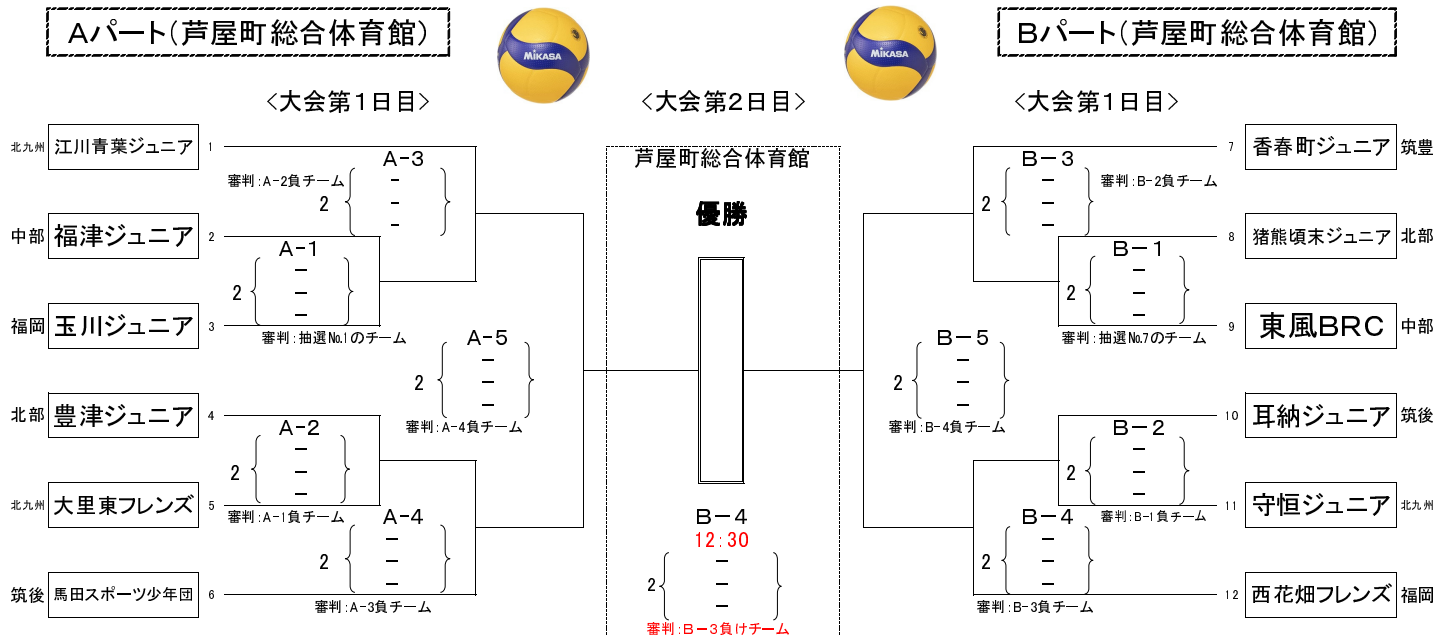 Aパート(芦屋町総合体育館)
MIKASA
MIKASA
Bパート(芦屋町総合体育館)
<大会第1日目>
<大会第2日目>
<大会第1日目>
北九州 江川青葉ジュニア 1
A-3
審判:A-2負チーム
2
-
-
-
中部 福津ジュニア 2
A-1
2
-
-
-
福岡 玉川ジュニア 3
審判:抽選№1のチーム
A-5
2
-
-
-
審判:A-4負チーム
北部 豊津ジュニア 4
A-2
2
-
-
-
北九州 大里東フレンズ 5
審判:A-1負チーム
A-4
2
-
-
-
筑後 馬田スポーツ少年団 6
審判:A-3負チーム
芦屋町総合体育館
優勝
B-4
12:30
2
-
-
-
審判:B-3負けチーム
7 香春町ジュニア 筑豊
B-3
審判:B-2負チーム
2
-
-
-
8 猪熊頃末ジュニア 北部
B-1
2
-
-
-
9 東風BRC 中部
審判:抽選№7のチーム
B-5
2
-
-
-
審判:B-4負チーム
10 耳納ジュニア 筑後
B-2
2
-
-
-
11 守恒ジュニア 北九州
審判:B-1負チーム
B-4
2
-
-
-
12 西花畑フレンズ 福岡
審判:B-3負チーム